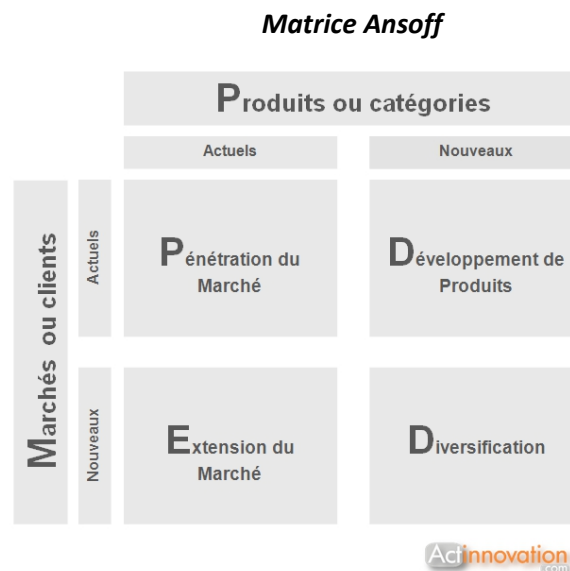 Matrice Ansoff
Produits ou catégories
Actuels
Nouveaux
Marchés ou clients
Actuels
Pénétration du
Marché
Développement de
Produits
Nouveaux
Extension du
Marché
Diversification
Actinnovation
.com